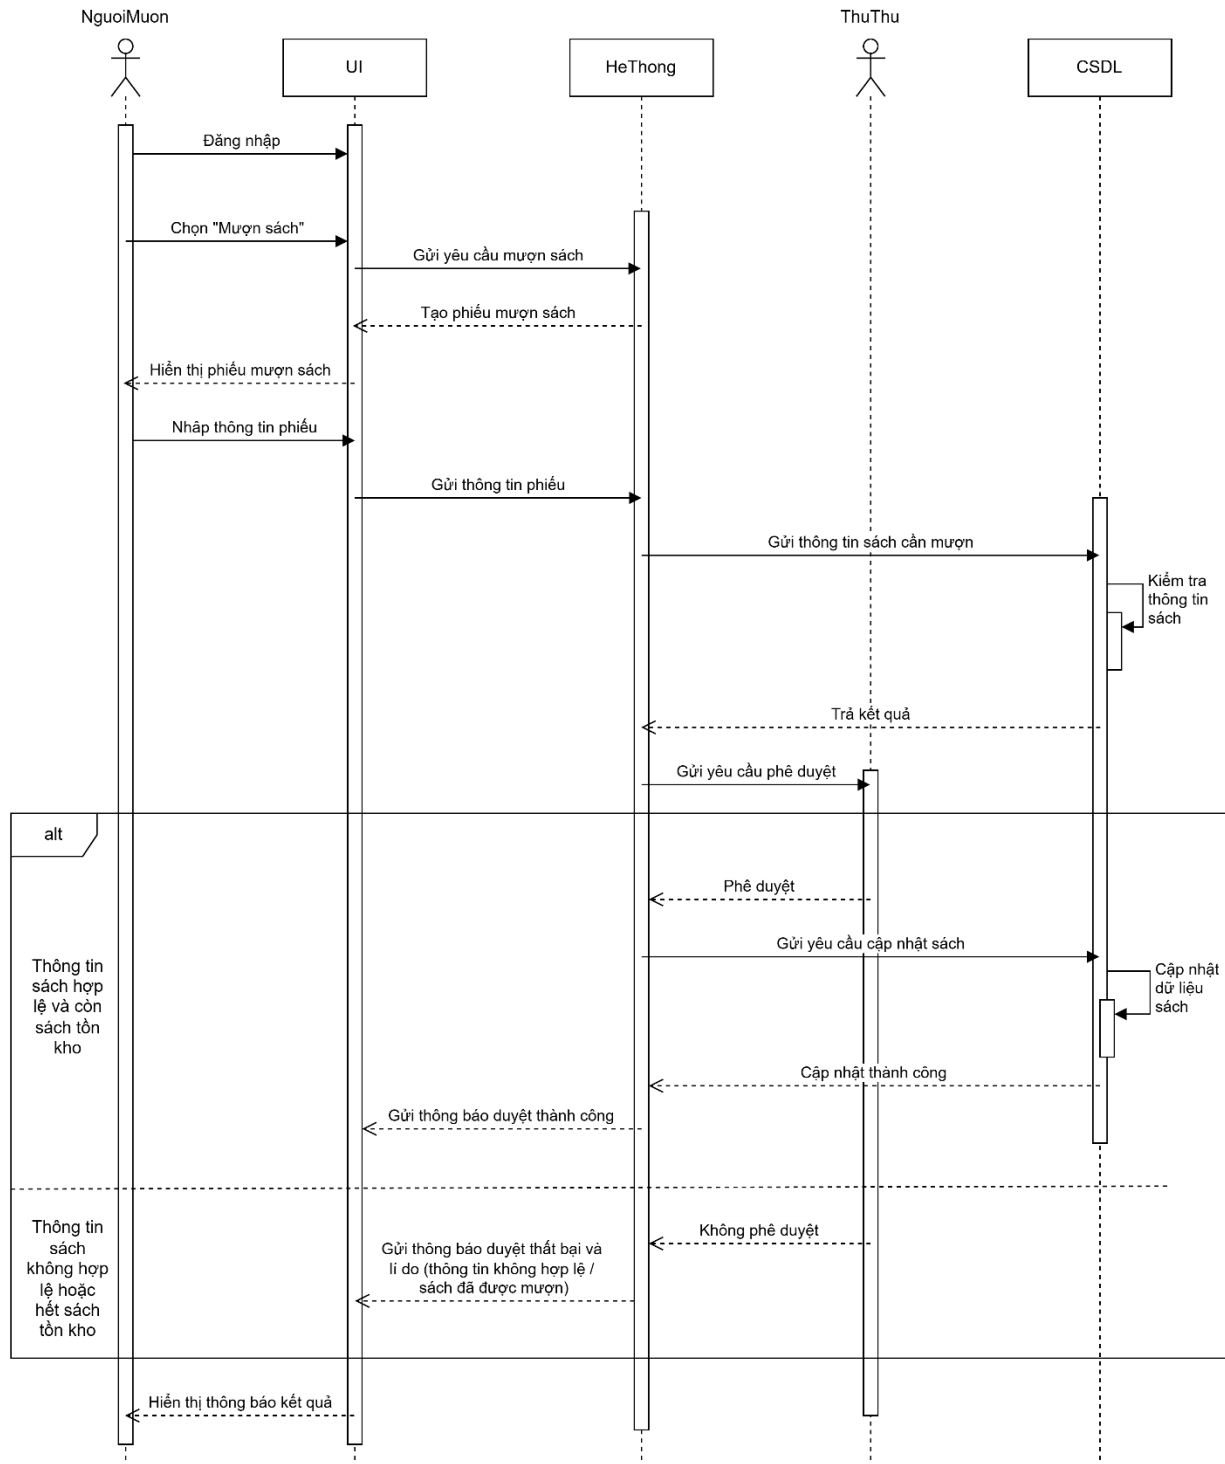 NguoiMuon
ThuThu
UI
HeThong
CSDL
Đăng nhập
Chọn "Mượn sách"
Gửi yêu cầu mượn sách
Tạo phiếu mượn sách
Hiển thị phiếu mượn sách
Nhâp thông tin phiếu
Gửi thông tin phiếu
Gửi thông tin sách cần mượn
Kiểm tra
thông tin
sách
Trả kết quả
Gửi yêu cầu phê duyệt
alt
Phê duyệt
Gửi yêu cầu cập nhật sách
Thông tin
sách hợp
lệ và còn
sách tồn
kho
Cập nhật
dữ liệu
sách
Cập nhật thành công
Gửi thông báo duyệt thành công
Thông tin
sách
không hợp
lệ hoặc
hết sách
tồn kho
Không phê duyệt
Gửi thông báo duyệt thất bại và
lí do (thông tin không hợp lệ /
sách đã được mượn)
Hiển thị thông báo kết quả